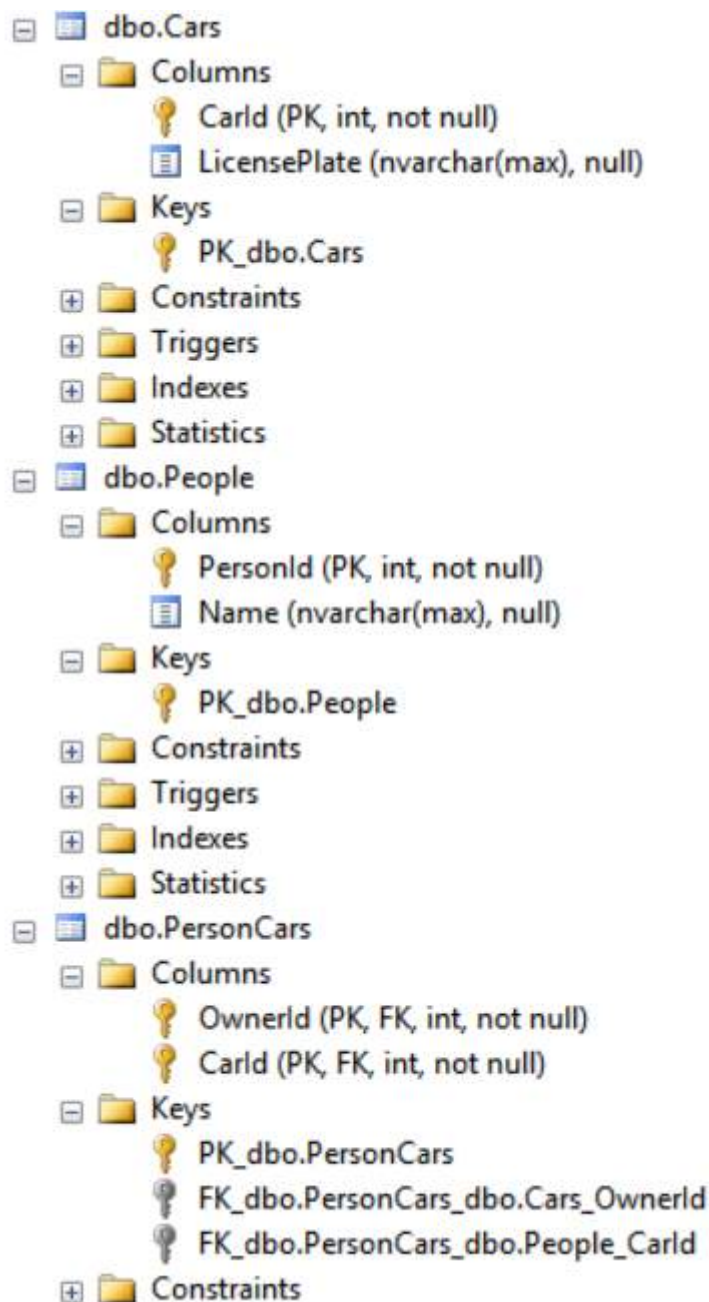 dbo.Cars
Columns
CarId (PK, int, not null)
LicensePlate (nvarchar(max), null)
Keys
PK_dbo.Cars
Constraints
Triggers
Indexes
Statistics
dbo.People
Columns
PersonId (PK, int, not null)
Name (nvarchar(max), null)
Keys
PK_dbo.People
Constraints
Triggers
Indexes
Statistics
dbo.PersonCars
Columns
OwnerId (PK, FK, int, not null)
CarId (PK, FK, int, not null)
Keys
PK_dbo.PersonCars
FK_dbo.PersonCars_dbo.Cars_OwnerId
FK_dbo.PersonCars_dbo.People_CarId
Constraints